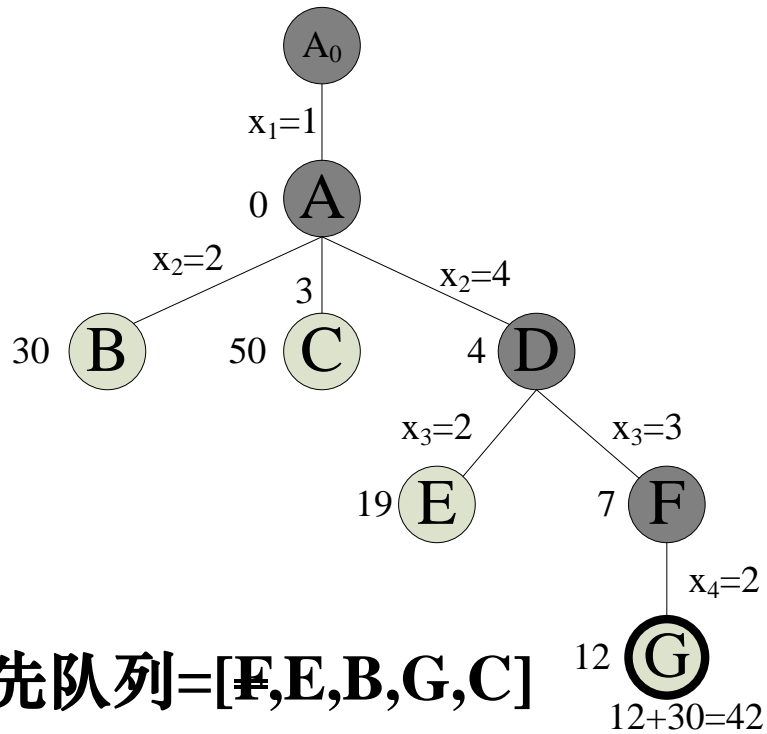 A₀
x₁=1
0 A
x₂=2
3
x₂=4
30 B 50 C 4 D
x₃=2 x₃=3
19 E 7 F
x₄=2
先队列=[F,E,B,G,C] 12 G
12+30=42